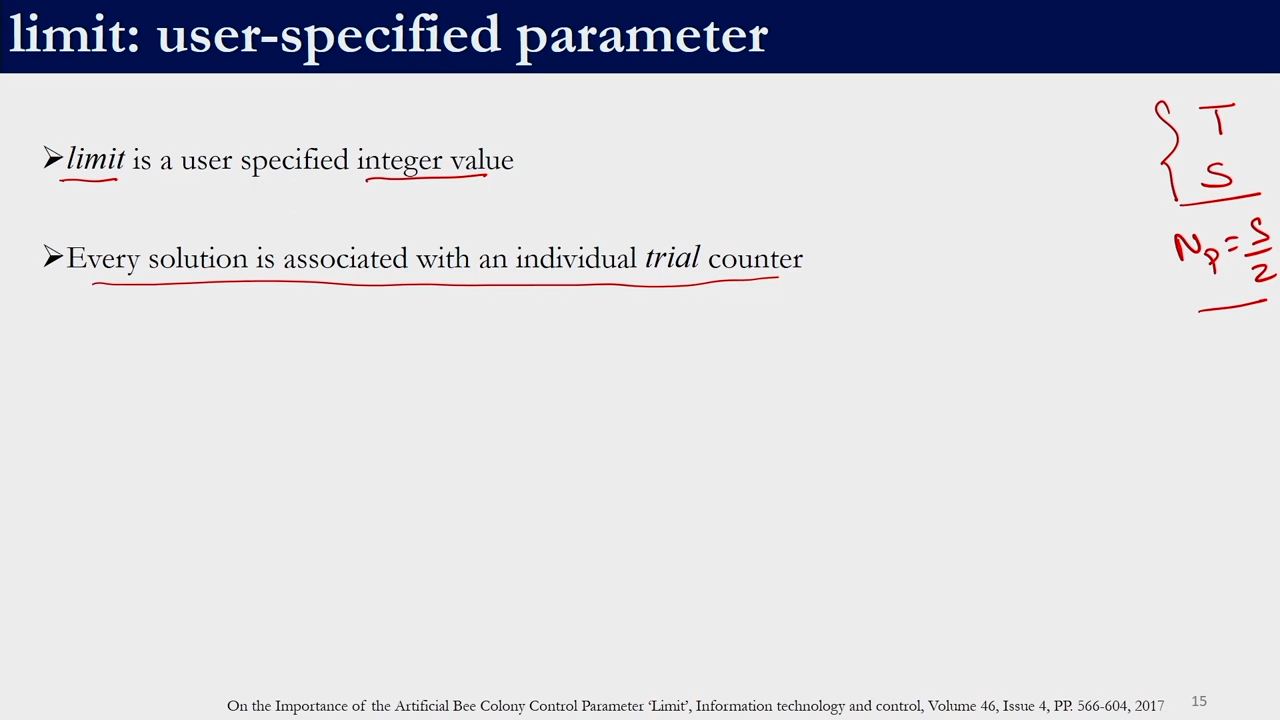 limit: user-specified parameter
➢limit is a user specified integer value
➢Every solution is associated with an individual trial counter
T
S
Np = S/2
On the Importance of the Artificial Bee Colony Control Parameter ‘Limit’, Information technology and control, Volume 46, Issue 4, PP. 566-604, 2017
15